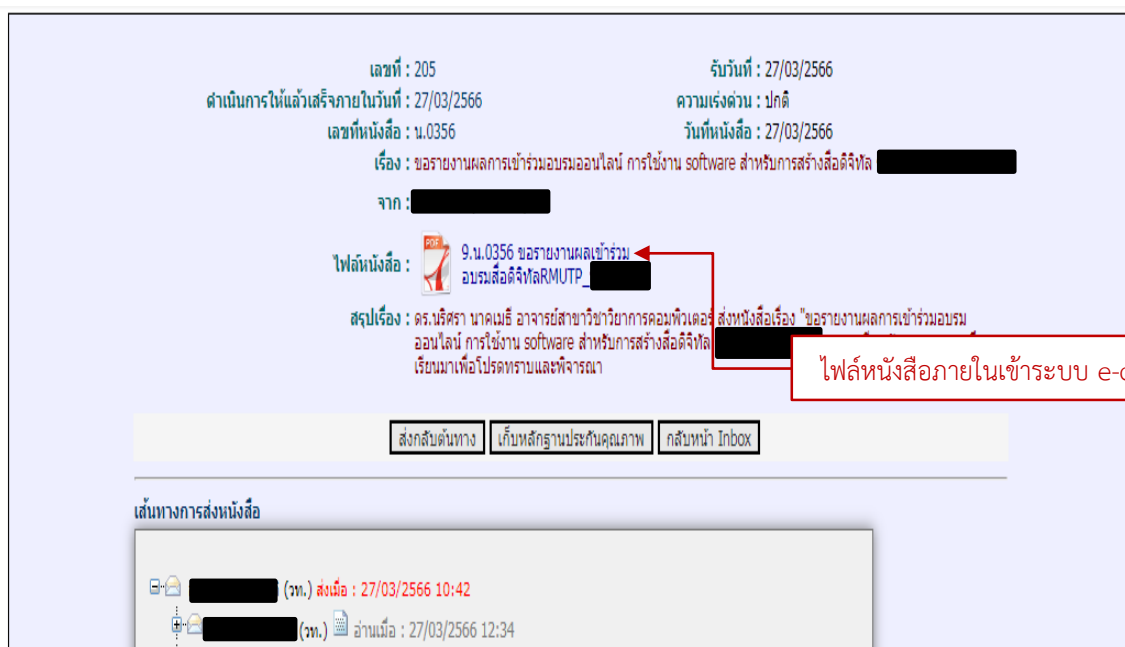 เลขที่ : 205 รับวันที่ : 27/03/2566
ดำเนินการให้แล้วเสร็จภายในวันที่ : 27/03/2566 ความเร่งด่วน : ปกติ
เลขที่หนังสือ : น.0356 วันที่หนังสือ : 27/03/2566
เรื่อง : ขอรายงานผลการเข้าร่วมอบรมออนไลน์ การใช้งาน software สำหรับการสร้างสื่อดิจิทัล
จาก :
ไฟล์หนังสือ : 9.น.0356 ขอรายงานผลเข้าร่วม
อบรมสื่อดิจิทัลRMUTP_
สรุปเรื่อง : ดร.นริศรา นาคเมธี อาจารย์สาขาวิชาวิทยาการคอมพิวเตอร์ ส่งหนังสือเรื่อง "ขอรายงานผลการเข้าร่วมอบรม
ออนไลน์ การใช้งาน software สำหรับการสร้างสื่อดิจิทัล
เรียนมาเพื่อโปรดทราบและพิจารณา
ไฟล์หนังสือภายในเข้าระบบ
ส่งกลับต้นทาง เก็บหลักฐานประกันคุณภาพ กลับหน้า Inbox
เส้นทางการส่งหนังสือ
(วท.) ส่งเมื่อ : 27/03/2566 10:42
(วท.) อ่านเมื่อ : 27/03/2566 12:34